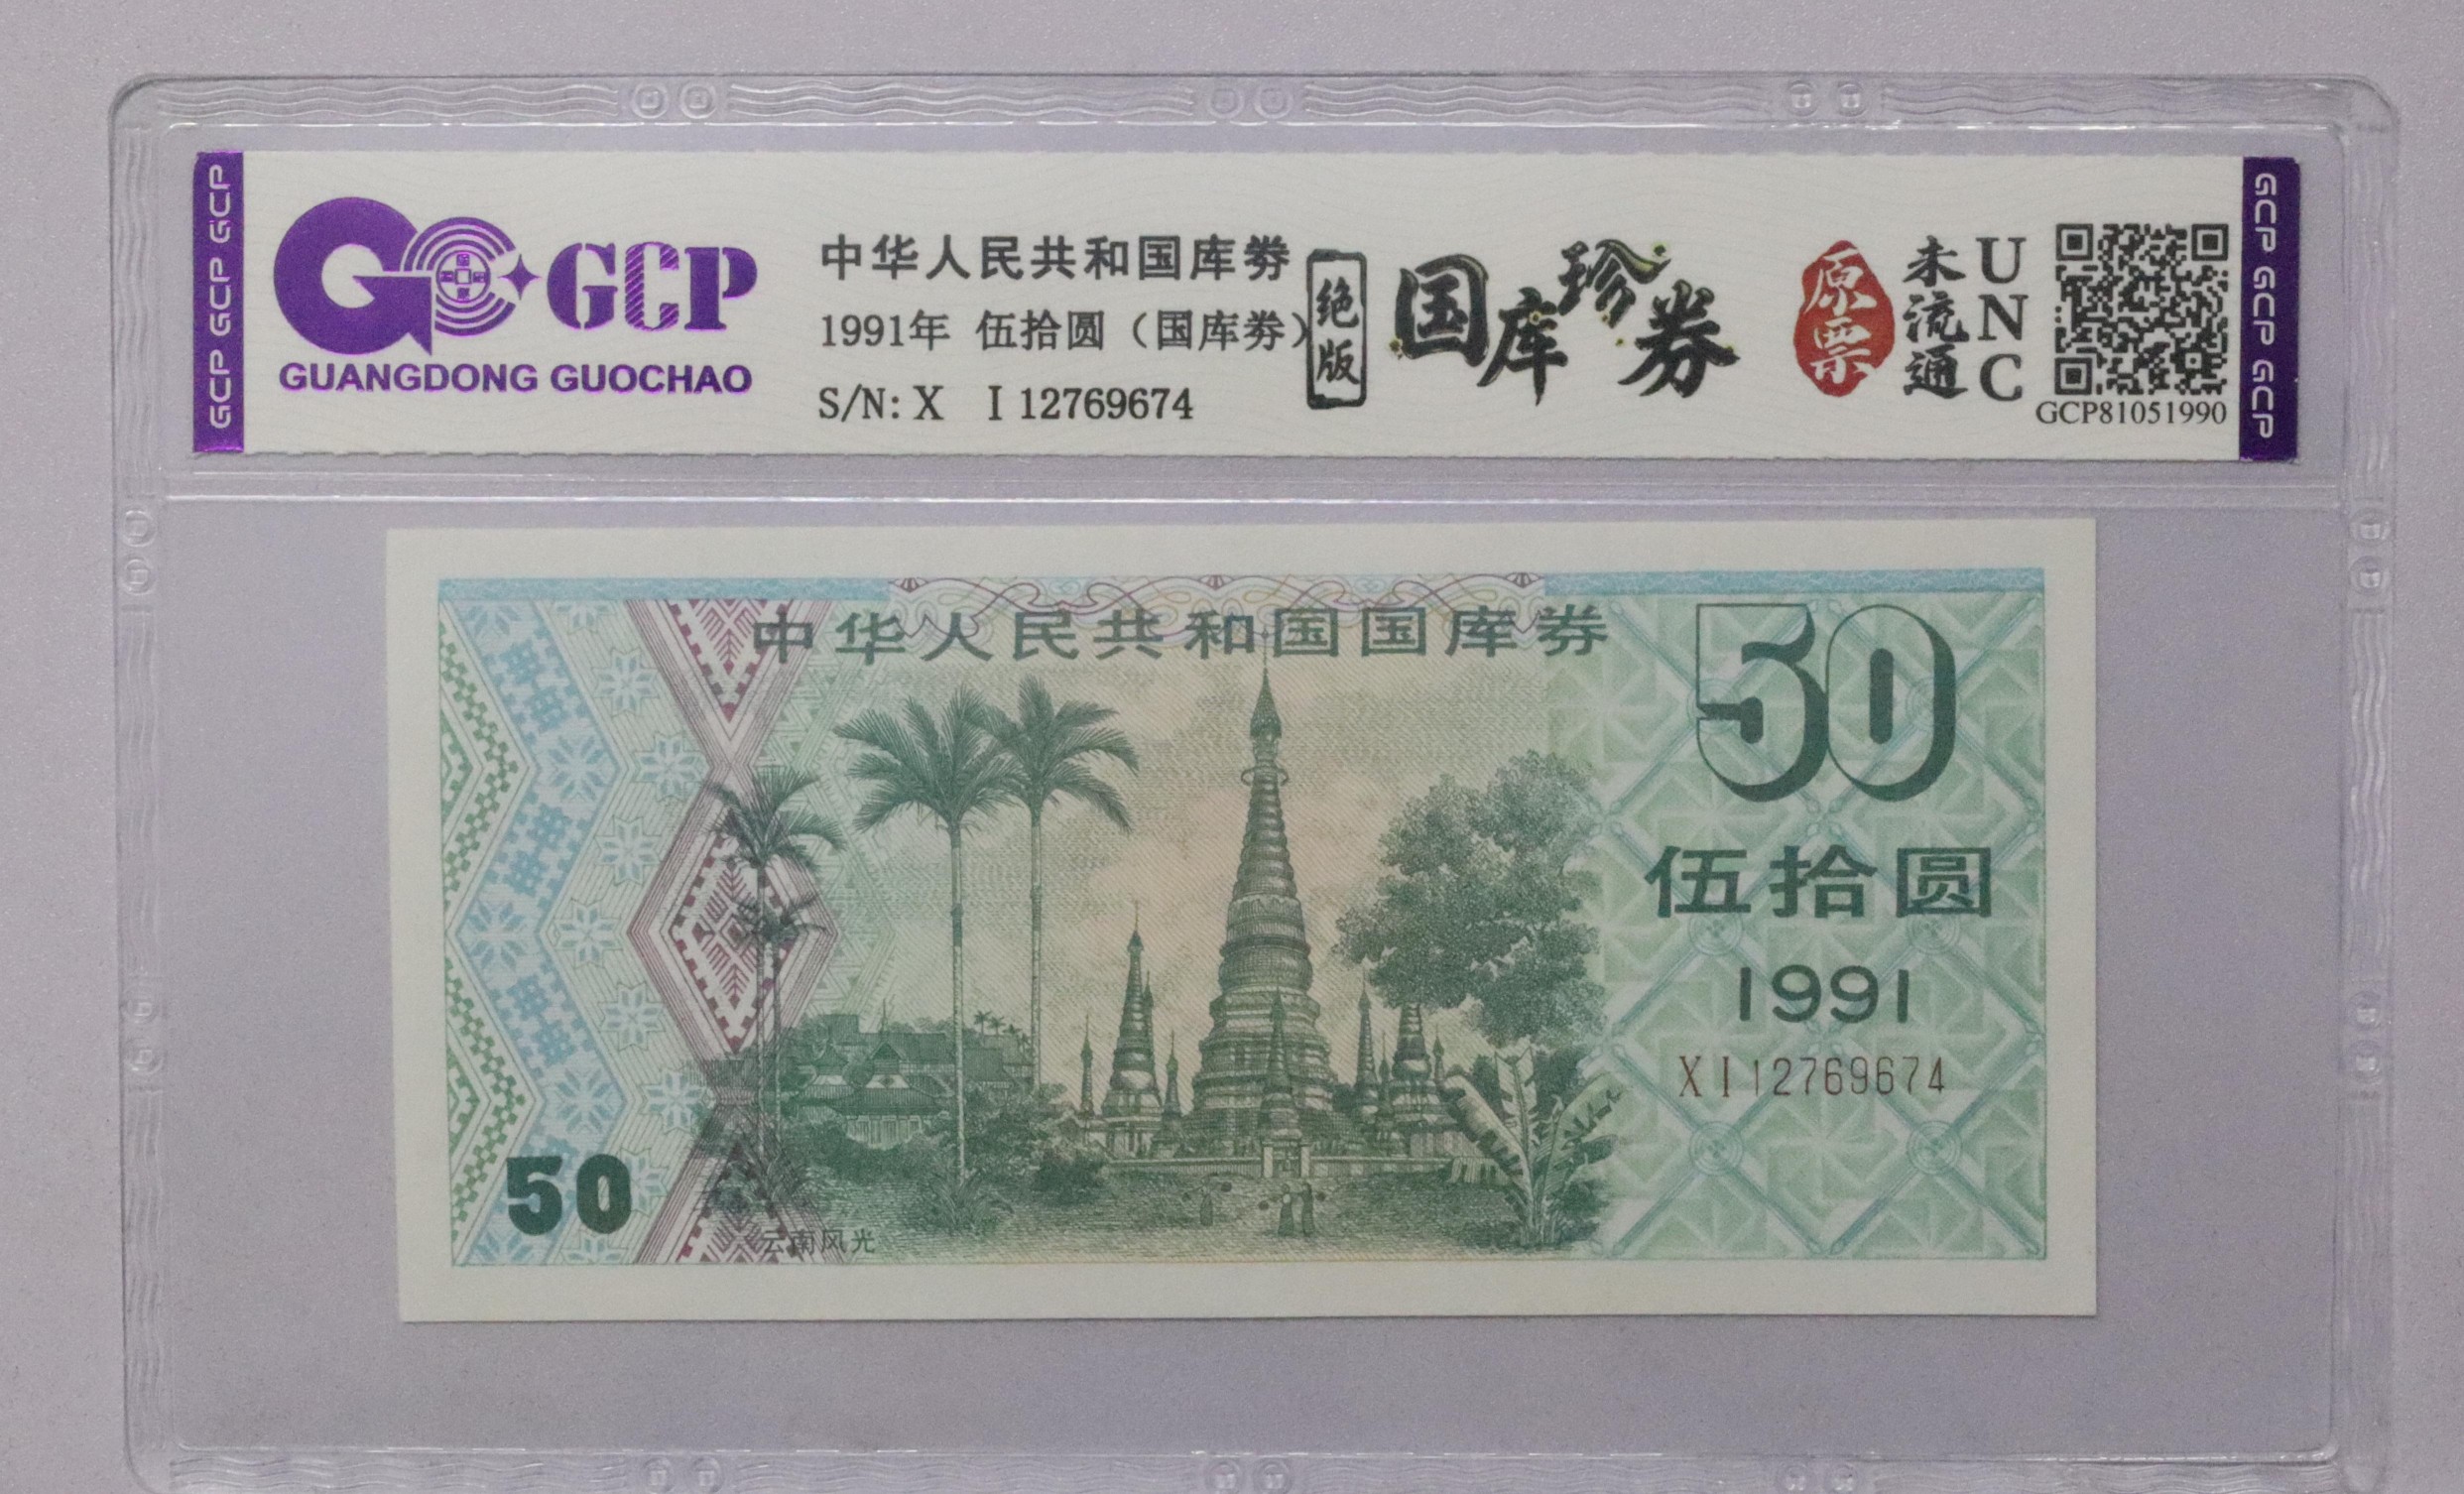 GCP GCP GCP
GCP
GUANGDONG GUOCHAO
中华人民共和国库券
1991年 伍拾圆（国库券）
S/N: X I 12769674
绝版
国库珍券
原票
未流通
UNC
GCP81051990
GCP GCP GCP
中华人民共和国国库券
50
伍拾圆
1991
XI12769674
50
云南风光